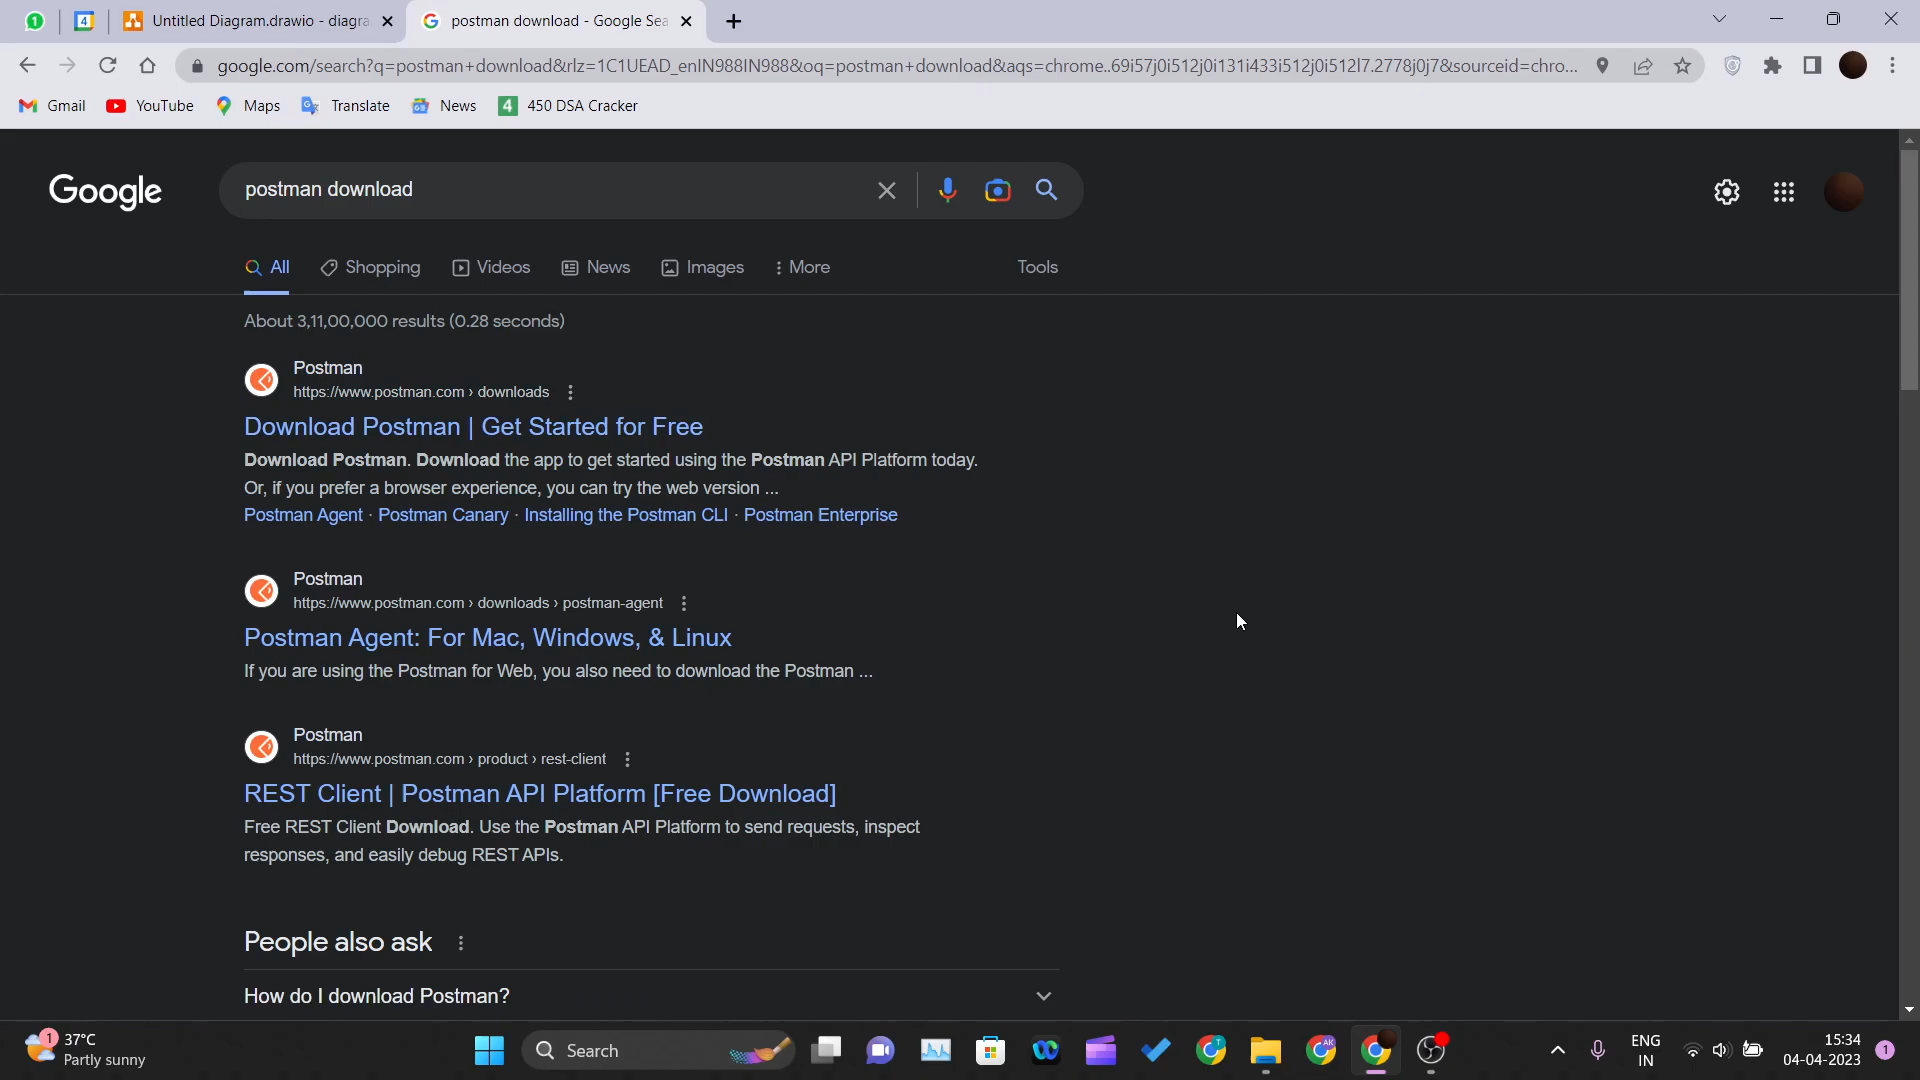 Untitled Diagram.drawio - diagra
postman download - Google Sea
google.com/search?q=postman+download&rlz=1C1UEAD_enIN988IN988&oq=postman+download&aqs=chrome..69i57j0i512j0i131i433i512j0i512l7.2778j0j7&sourceid=chro...
Gmail YouTube Maps Translate News 4 450 DSA Cracker
Google
postman download
All Shopping Videos News Images More Tools
About 3,11,00,000 results (0.28 seconds)
Postman
https://www.postman.com › downloads
Download Postman | Get Started for Free
Download Postman. Download the app to get started using the Postman API Platform today.
Or, if you prefer a browser experience, you can try the web version ...
Postman Agent · Postman Canary · Installing the Postman CLI · Postman Enterprise
Postman
https://www.postman.com › downloads › postman-agent
Postman Agent: For Mac, Windows, & Linux
If you are using the Postman for Web, you also need to download the Postman ...
Postman
https://www.postman.com › product › rest-client
REST Client | Postman API Platform [Free Download]
Free REST Client Download. Use the Postman API Platform to send requests, inspect
responses, and easily debug REST APIs.
People also ask
How do I download Postman?
1
37°C
Partly sunny
Search
AK
ENG
IN
15:34
04-04-2023
1